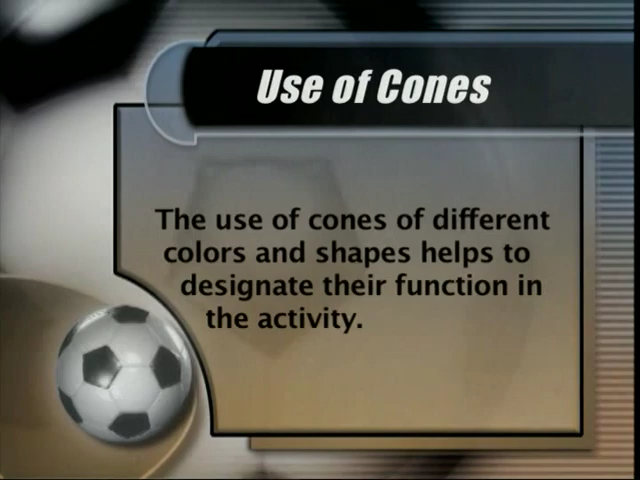 Use of Cones
The use of cones of different
colors and shapes helps to
designate their function in
the activity.